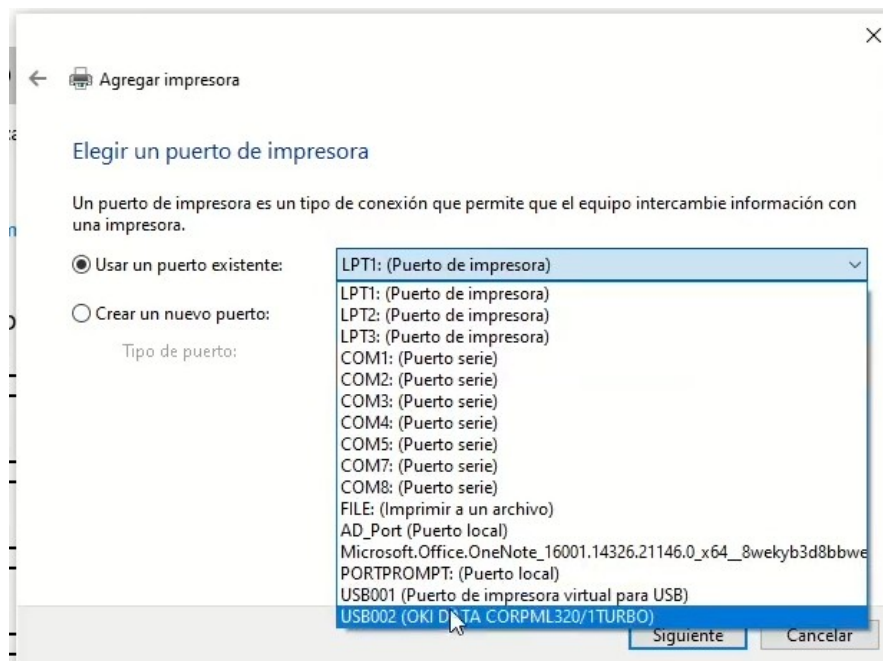 Agregar impresora
Elegir un puerto de impresora
Un puerto de impresora es un tipo de conexión que permite que el equipo intercambie información con
una impresora.
Usar un puerto existente:
LPT1: (Puerto de impresora)
LPT1: (Puerto de impresora)
LPT2: (Puerto de impresora)
Crear un nuevo puerto:
LPT3: (Puerto de impresora)
Tipo de puerto:
COM1: (Puerto serie)
COM2: (Puerto serie)
COM3: (Puerto serie)
COM4: (Puerto serie)
COM5: (Puerto serie)
COM7: (Puerto serie)
COM8: (Puerto serie)
FILE: (Imprimir a un archivo)
AD_Port (Puerto local)
Microsoft.Office.OneNote_16001.14326.21146.0_x64__8wekyb3d8bbwe
PORTPROMPT: (Puerto local)
USB001 (Puerto de impresora virtual para USB)
USB002 (OKI DATA CORPML320/1TURBO)
Siguiente
Cancelar